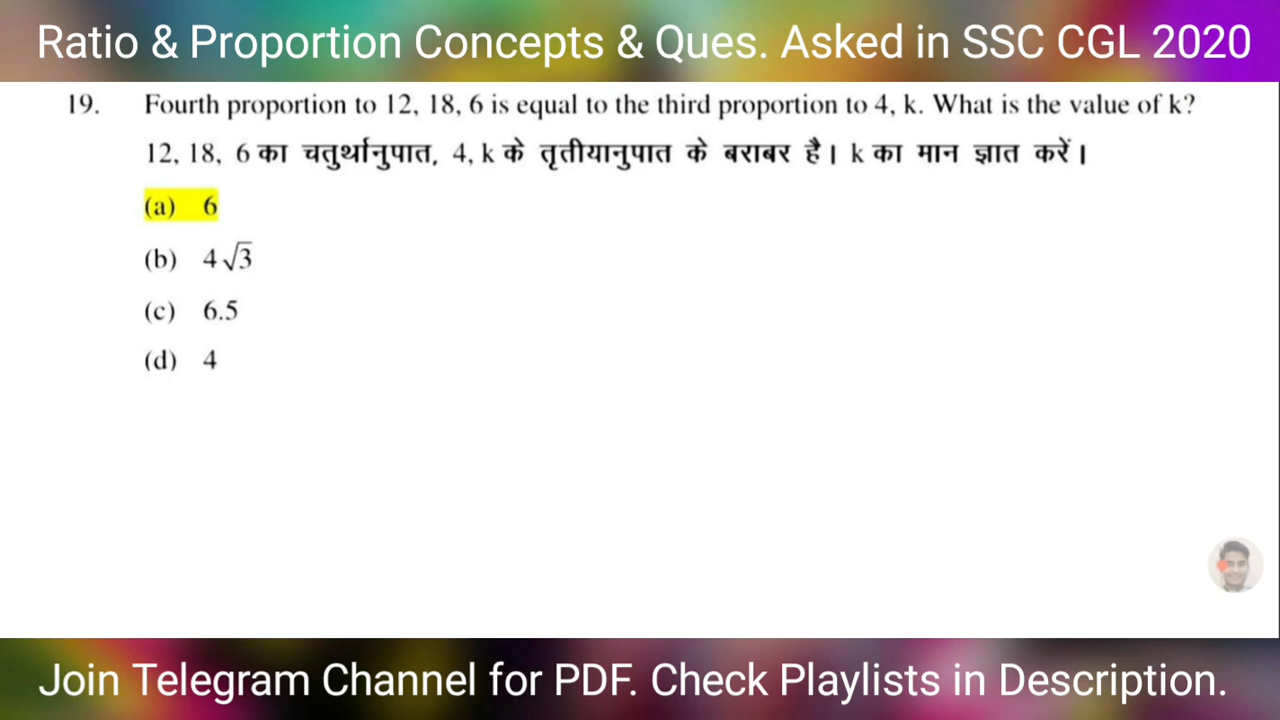 Ratio & Proportion Concepts & Ques. Asked in SSC CGL 2020
19. Fourth proportion to 12, 18, 6 is equal to the third proportion to 4, k. What is the value of k?
12, 18, 6 का चतुर्थानुपात, 4, k के तृतीयानुपात के बराबर है। k का मान ज्ञात करें।
(a) 6
(b) 4√3
(c) 6.5
(d) 4
Join Telegram Channel for PDF. Check Playlists in Description.